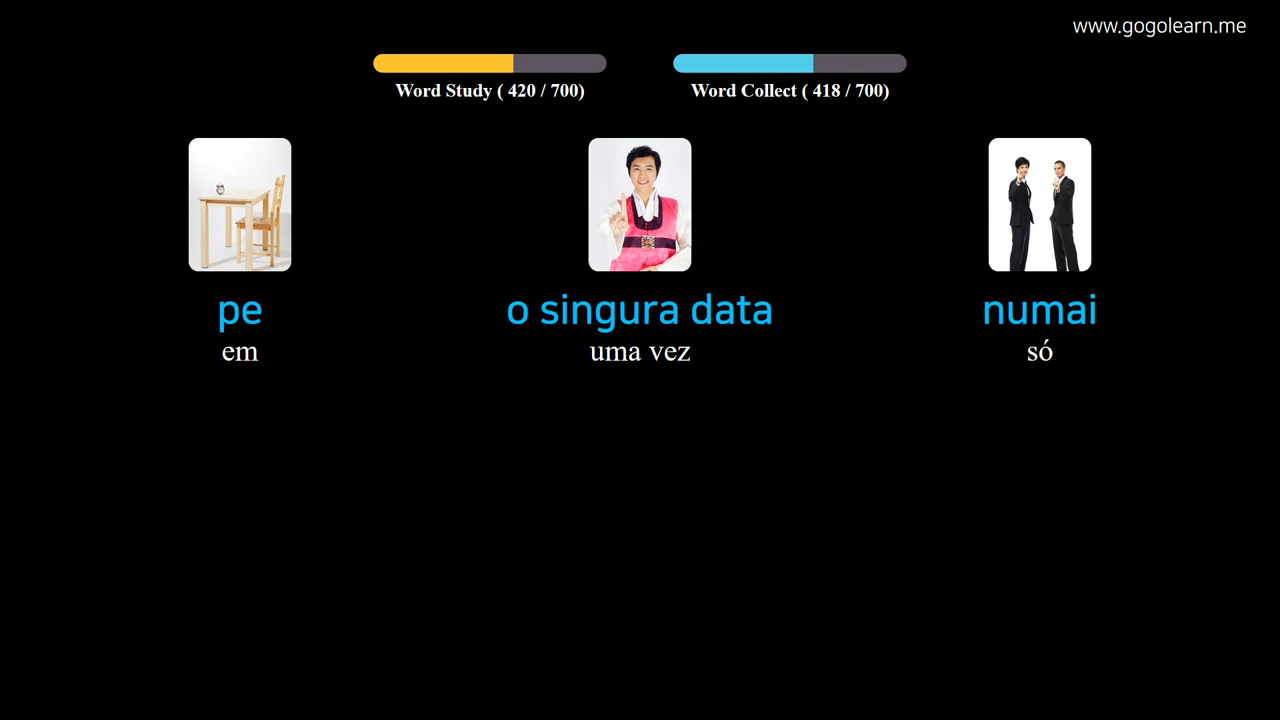 www.gogolearn.me
Word Study ( 420 / 700)
Word Collect ( 418 / 700)
pe
o singura data
numai
em
uma vez
só